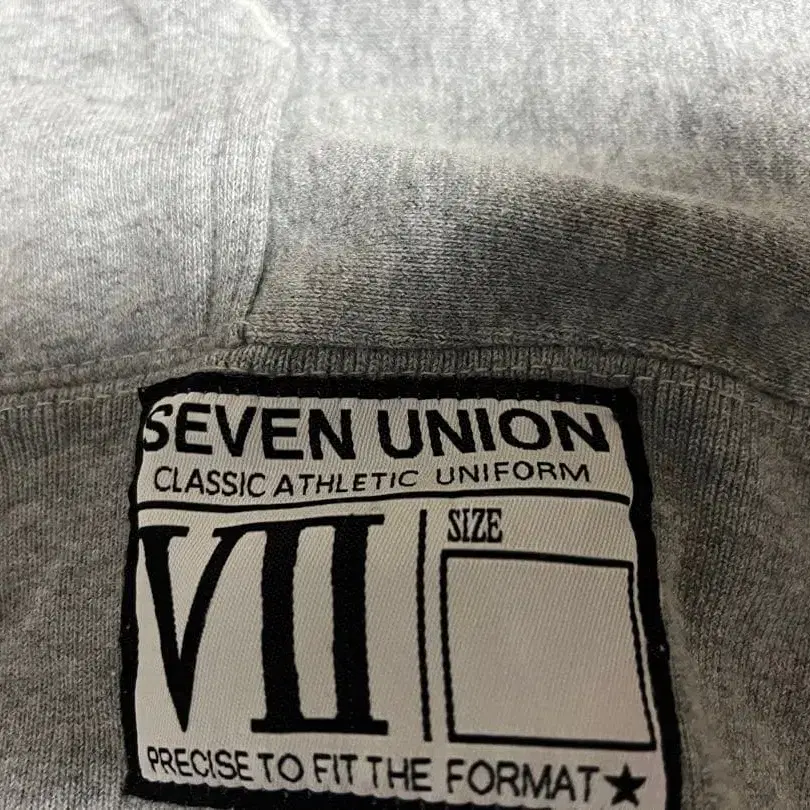 SEVEN UNION
CLASSIC ATHLETIC UNIFORM
VII
SIZE
PRECISE TO FIT THE FORMAT★